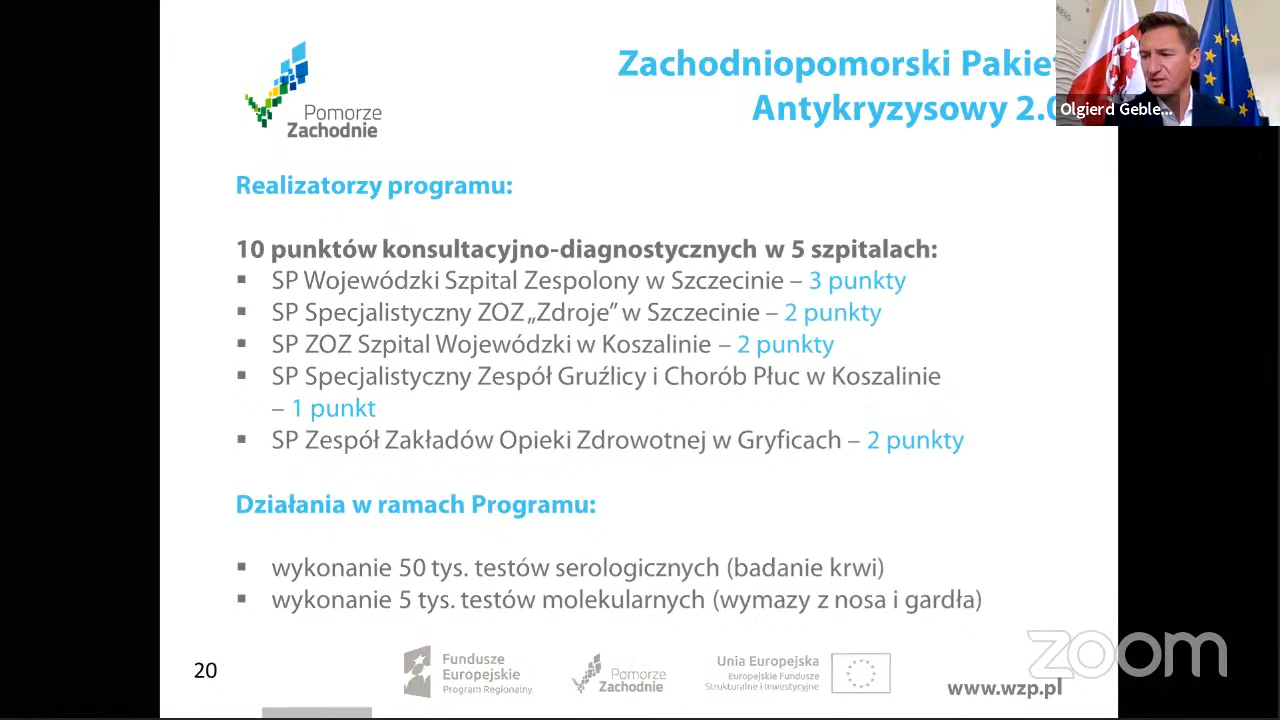 Zachodniopomorski Pakiet
Antykryzysowy 2.0
Olgierd Geble...
Pomorze
Zachodnie
Realizatorzy programu:
10 punktów konsultacyjno-diagnostycznych w 5 szpitalach:
▪ SP Wojewódzki Szpital Zespolony w Szczecinie – 3 punkty
▪ SP Specjalistyczny ZOZ „Zdroje” w Szczecinie – 2 punkty
▪ SP ZOZ Szpital Wojewódzki w Koszalinie – 2 punkty
▪ SP Specjalistyczny Zespół Gruźlicy i Chorób Płuc w Koszalinie
– 1 punkt
▪ SP Zespół Zakładów Opieki Zdrowotnej w Gryficach – 2 punkty
Działania w ramach Programu:
▪ wykonanie 50 tys. testów serologicznych (badanie krwi)
▪ wykonanie 5 tys. testów molekularnych (wymazy z nosa i gardła)
20
Fundusze
Europejskie
Program Regionalny
Pomorze
Zachodnie
Unia Europejska
Europejskie Fundusze
Strukturalne i Inwestycyjne
www.wzp.pl
zoom